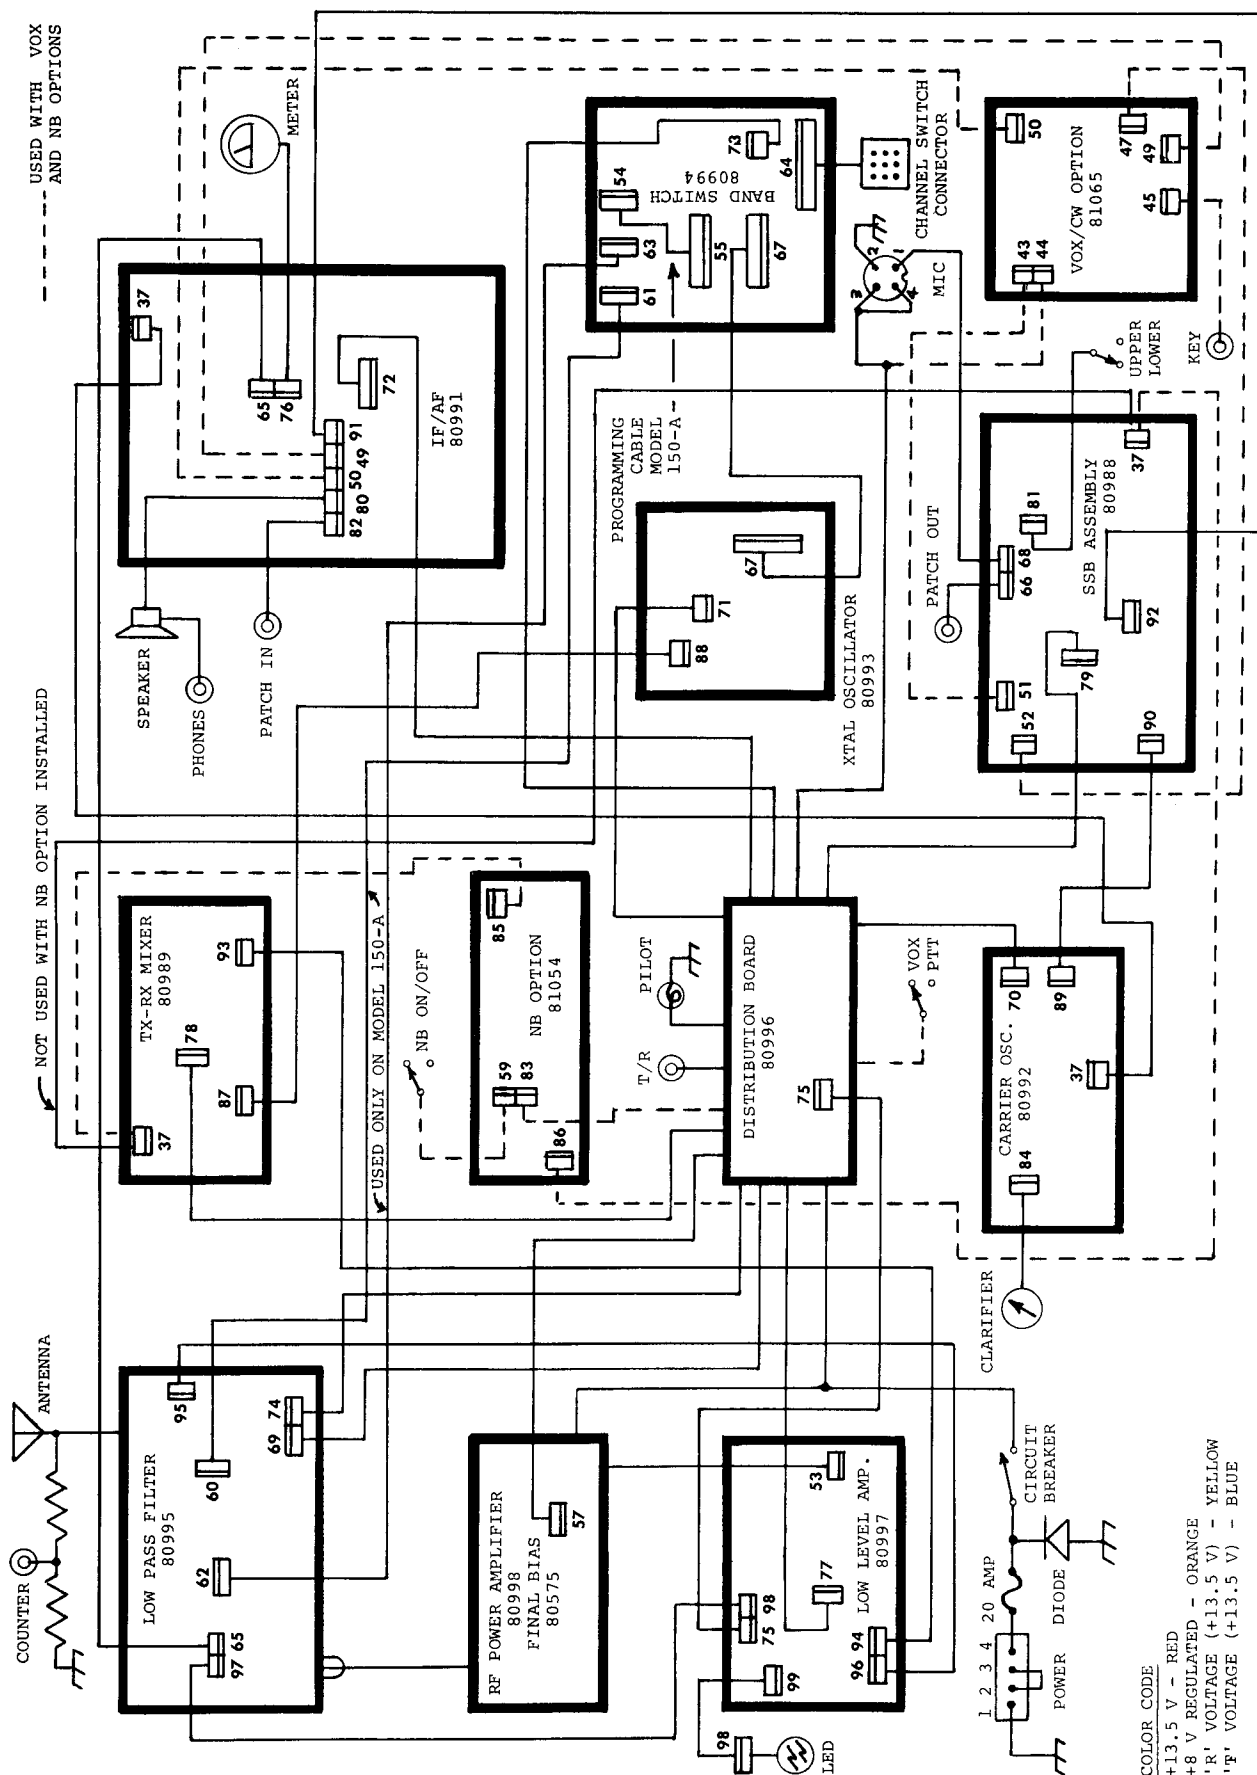 ---- USED WITH VOX
AND NB OPTIONS
NOT USED WITH NB OPTION INSTALLED
COUNTER
ANTENNA
LOW PASS FILTER
80995
97 65
62
60
95
69 74
TX-RX MIXER
80989
37
87
78
93
SPEAKER
PHONES
PATCH IN
METER
37
65
76
72
82 80 50 49 91
IF/AF
80991
USED ONLY ON MODEL 150-A
RF POWER AMPLIFIER
80998
FINAL BIAS
80575
57
NB ON/OFF
85
59
83
86
NB OPTION
81054
PROGRAMMING
CABLE
MODEL
150-A
61
63
54
55
67
73
64
BAND SWITCH
80994
CHANNEL SWITCH
CONNECTOR
88
71
67
XTAL OSCILLATOR
80993
T/R
PILOT
DISTRIBUTION BOARD
80996
75
VOX
PTT
98
LED
99
75 98
77
53
96 94
LOW LEVEL AMP.
80997
MIC
1
2
3
4
PATCH OUT
52
51
66 68
81
79
92
90
37
SSB ASSEMBLY
80988
UPPER
LOWER
KEY
43
44
50
47
45
49
VOX/CW OPTION
81065
CLARIFIER
84
CARRIER OSC.
80992
70
89
37
1 2 3 4
POWER
20 AMP
DIODE
CIRCUIT
BREAKER
COLOR CODE
+13.5 V - RED
+8 V REGULATED - ORANGE
'R' VOLTAGE (+13.5 V) - YELLOW
'T' VOLTAGE (+13.5 V) - BLUE